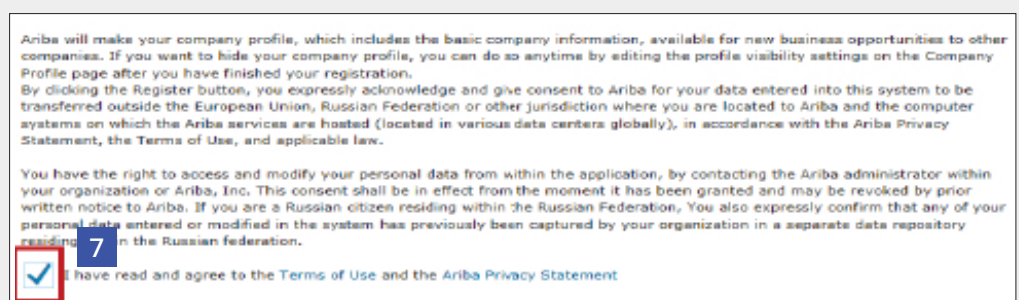 Ariba will make your company profile, which includes the basic company information, available for new business opportunities to other
companies. If you want to hide your company profile, you can do so anytime by editing the profile visibility settings on the Company
Profile page after you have finished your registration.
By clicking the Register button, you expressly acknowledge and give consent to Ariba for your data entered into this system to be
transferred outside the European Union, Russian Federation or other jurisdiction where you are located to Ariba and the computer
systems on which the Ariba services are hosted (located in various data centers globally), in accordance with the Ariba Privacy
Statement, the Terms of Use, and applicable law.
You have the right to access and modify your personal data from within the application, by contacting the Ariba administrator within
your organization or Ariba, Inc. This consent shall be in effect from the moment it has been granted and may be revoked by prior
written notice to Ariba. If you are a Russian citizen residing within the Russian Federation, You also expressly confirm that any of your
personal data entered or modified in the system has previously been captured by your organization in a separate data repository
residing n the Russian federation.
7
I have read and agree to the Terms of Use and the Ariba Privacy Statement